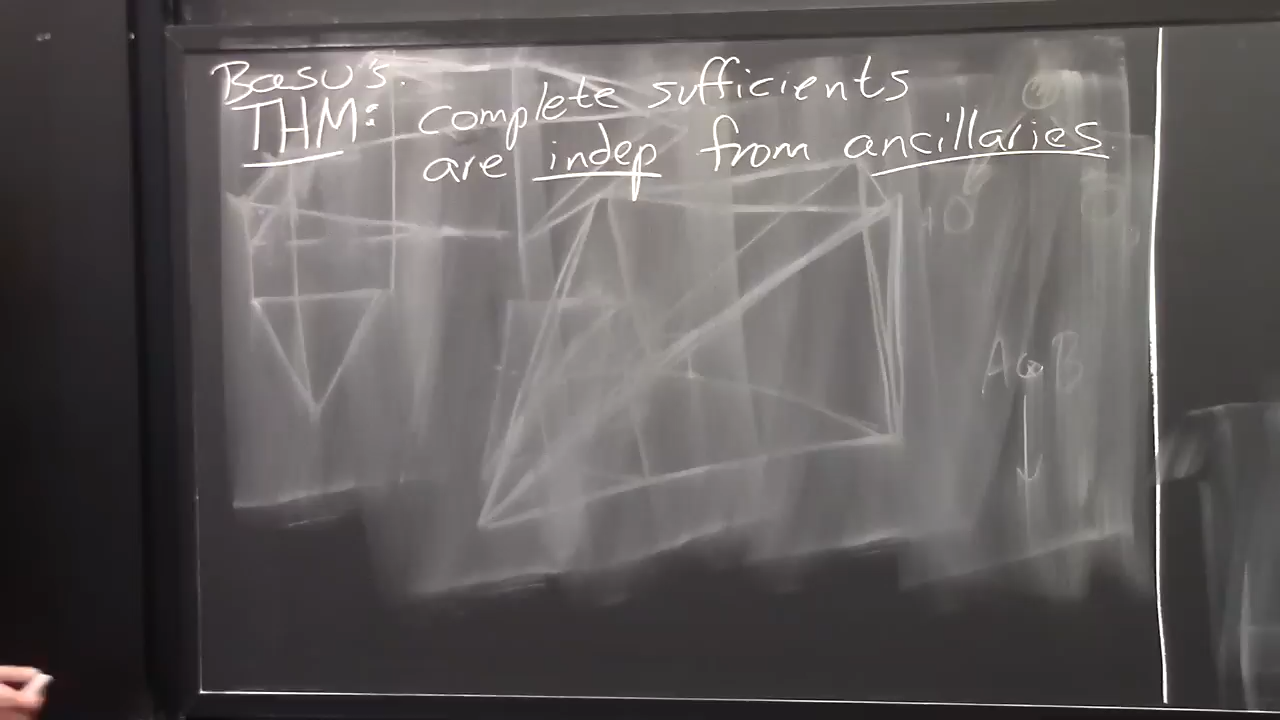 Basu's
THM: complete sufficients
are indep from ancillaries.
A B